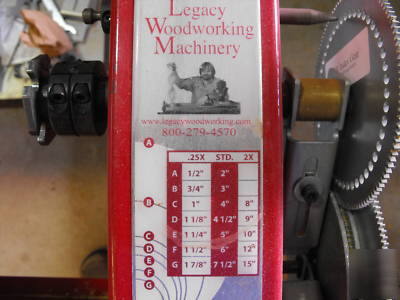 Legacy
Woodworking
Machinery
www.legacywoodworking.com
800-279-4570
A
.25X STD. 2X
A 1/2" 2"
B 3/4" 3"
B C 1" 4" 8"
D 1 1/8" 4 1/2" 9"
C E 1 1/4" 5" 10"
D F 1 1/2" 6" 12"
E
F G 1 7/8" 7 1/2" 15"
G